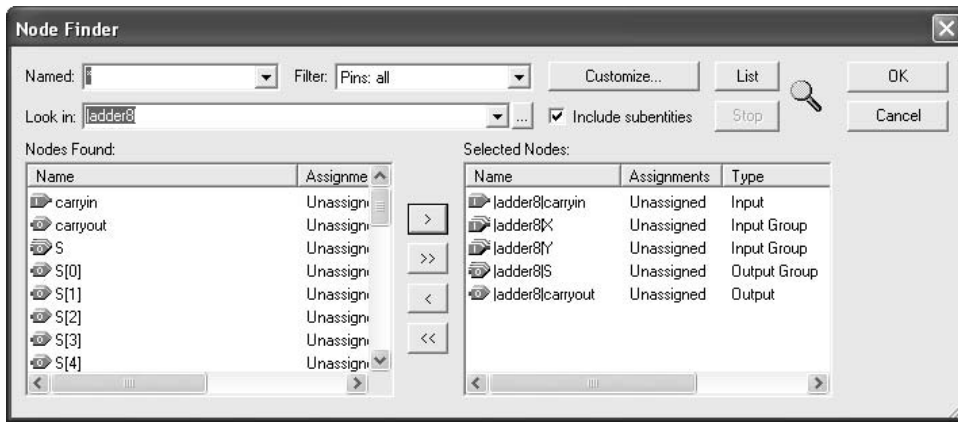 Node Finder
Named: * Filter: Pins: all Customize... List OK
Look in: |adder8| ... Include subentities Stop Cancel
Nodes Found: Selected Nodes:
Name Assignme Name Assignments Type
carryin Unassign |adder8|carryin Unassigned Input
carryout Unassign |adder8|X Unassigned Input Group
S Unassign |adder8|Y Unassigned Input Group
S[0] Unassign |adder8|S Unassigned Output Group
S[1] Unassign |adder8|carryout Unassigned Output
S[2] Unassign
S[3] Unassign
S[4] Unassign
>
>>
<
<<